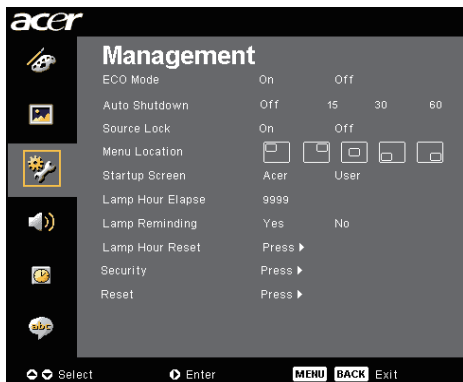 acer
Management
ECO Mode On Off
Auto Shutdown Off 15 30 60
Source Lock On Off
Menu Location
Startup Screen Acer User
Lamp Hour Elapse 9999
Lamp Reminding Yes No
Lamp Hour Reset Press
Security Press
Reset Press
abc
Select Enter MENU BACK Exit